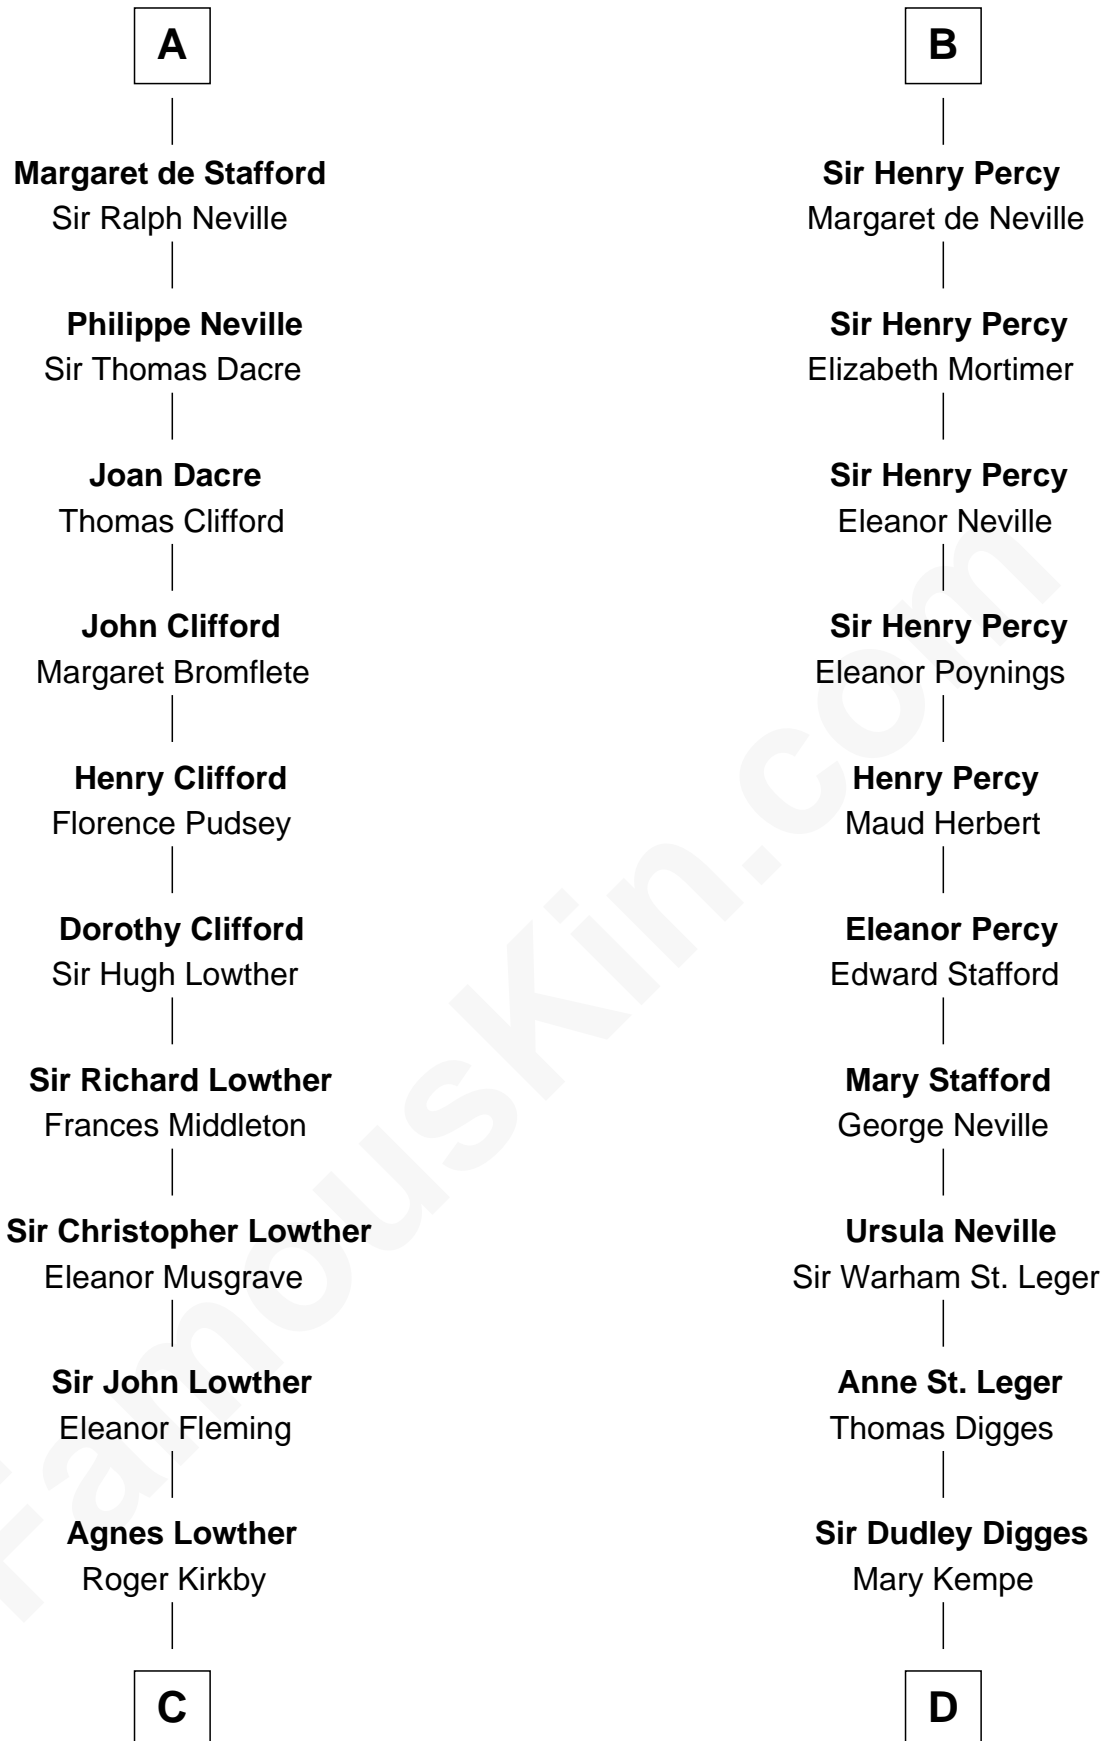 A
Margaret de Stafford
Sir Ralph Neville
Philippe Neville
Sir Thomas Dacre
Joan Dacre
Thomas Clifford
John Clifford
Margaret Bromflete
Henry Clifford
Florence Pudsey
Dorothy Clifford
Sir Hugh Lowther
Sir Richard Lowther
Frances Middleton
Sir Christopher Lowther
Eleanor Musgrave
Sir John Lowther
Eleanor Fleming
Agnes Lowther
Roger Kirkby
C
B
Sir Henry Percy
Margaret de Neville
Sir Henry Percy
Elizabeth Mortimer
Sir Henry Percy
Eleanor Neville
Sir Henry Percy
Eleanor Poynings
Henry Percy
Maud Herbert
Eleanor Percy
Edward Stafford
Mary Stafford
George Neville
Ursula Neville
Sir Warham St. Leger
Anne St. Leger
Thomas Digges
Sir Dudley Digges
Mary Kempe
D
FamousKin.com